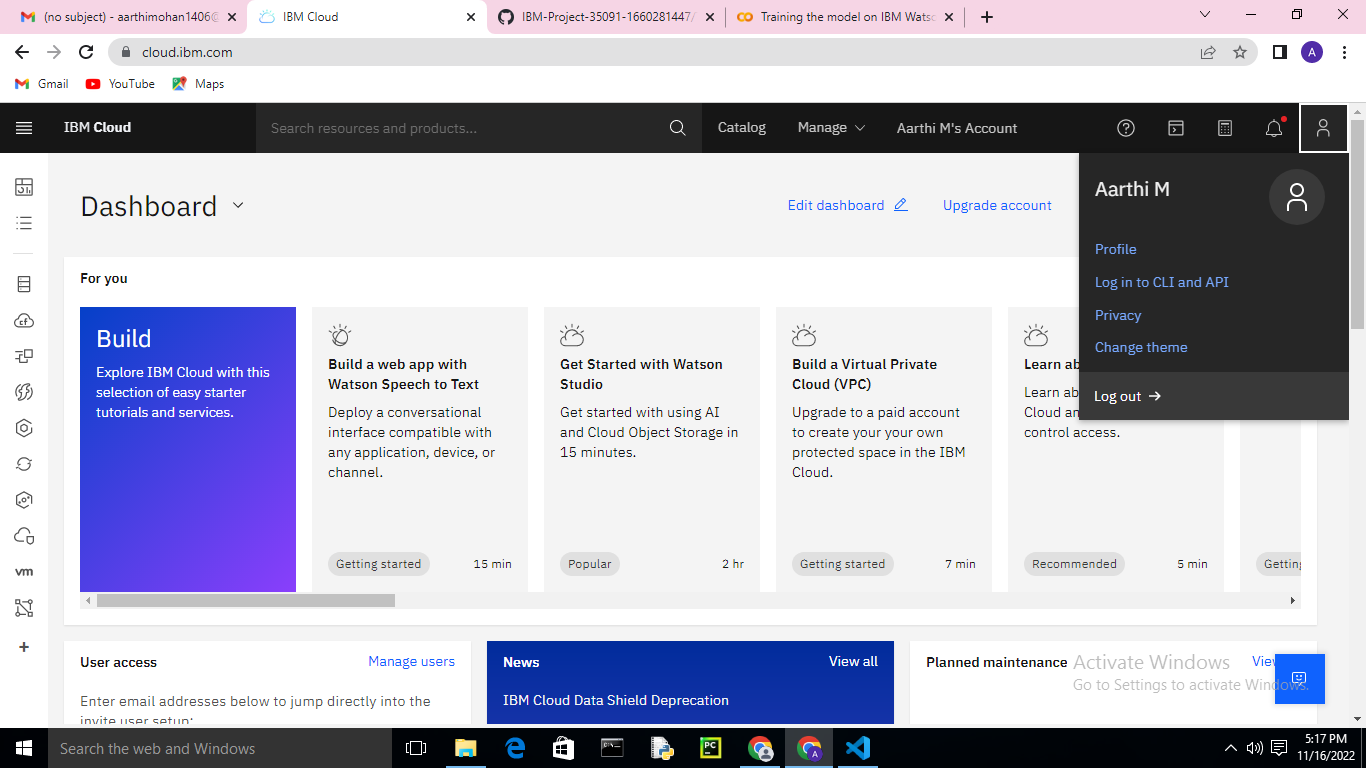 (no subject) - aarthimohan1406@
IBM Cloud
IBM-Project-35091-1660281447/
Training the model on IBM Wats
cloud.ibm.com
A
Gmail
YouTube
Maps
IBM Cloud
Search resources and products...
Catalog
Manage
Aarthi M's Account
Dashboard
Edit dashboard
Upgrade account
Aarthi M
Profile
Log in to CLI and API
Privacy
Change theme
Log out
For you
Build
Explore IBM Cloud with this
selection of easy starter
tutorials and services.
Build a web app with
Watson Speech to Text
Deploy a conversational
interface compatible with
any application, device, or
channel.
Getting started
15 min
Get Started with Watson
Studio
Get started with using AI
and Cloud Object Storage in
15 minutes.
Popular
2 hr
Build a Virtual Private
Cloud (VPC)
Upgrade to a paid account
to create your your own
protected space in the IBM
Cloud.
Getting started
7 min
Learn ab
Learn abo
Cloud an
control access.
Recommended
5 min
Getting
vm
User access
Manage users
Enter email addresses below to jump directly into the
invite user setup:
News
View all
IBM Cloud Data Shield Deprecation
Planned maintenance
View
Activate Windows
Go to Settings to activate Windows.
Search the web and Windows
PC
A
5:17 PM
11/16/2022